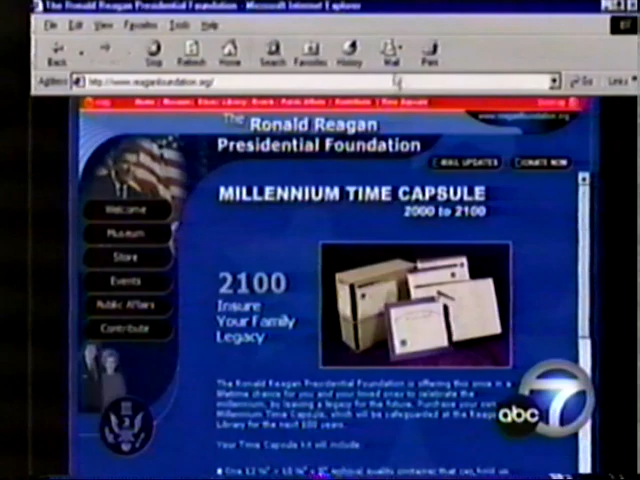 The Ronald Reagan Presidential Foundation - Microsoft Internet Explorer
File Edit View Favorites Tools Help
Back Stop Refresh Home Search Favorites History Mail Print
Address http://www.reaganfoundation.org/ Go Links
www.reaganfoundation.org
The Ronald Reagan
Presidential Foundation
E-MAIL UPDATES DONATE NOW
Welcome
Museum
Store
Events
Public Affairs
Contribute
MILLENNIUM TIME CAPSULE
2000 to 2100
2100
Insure
Your Family
Legacy
The Ronald Reagan Presidential Foundation is offering this once in a
lifetime chance for you and your loved ones to celebrate the
millennium, by leaving a legacy for the future. Purchase your own
Millennium Time Capsule, which will be safeguarded at the Reagan
Library for the next 100 years.
Your Time Capsule kit will include:
abc 7